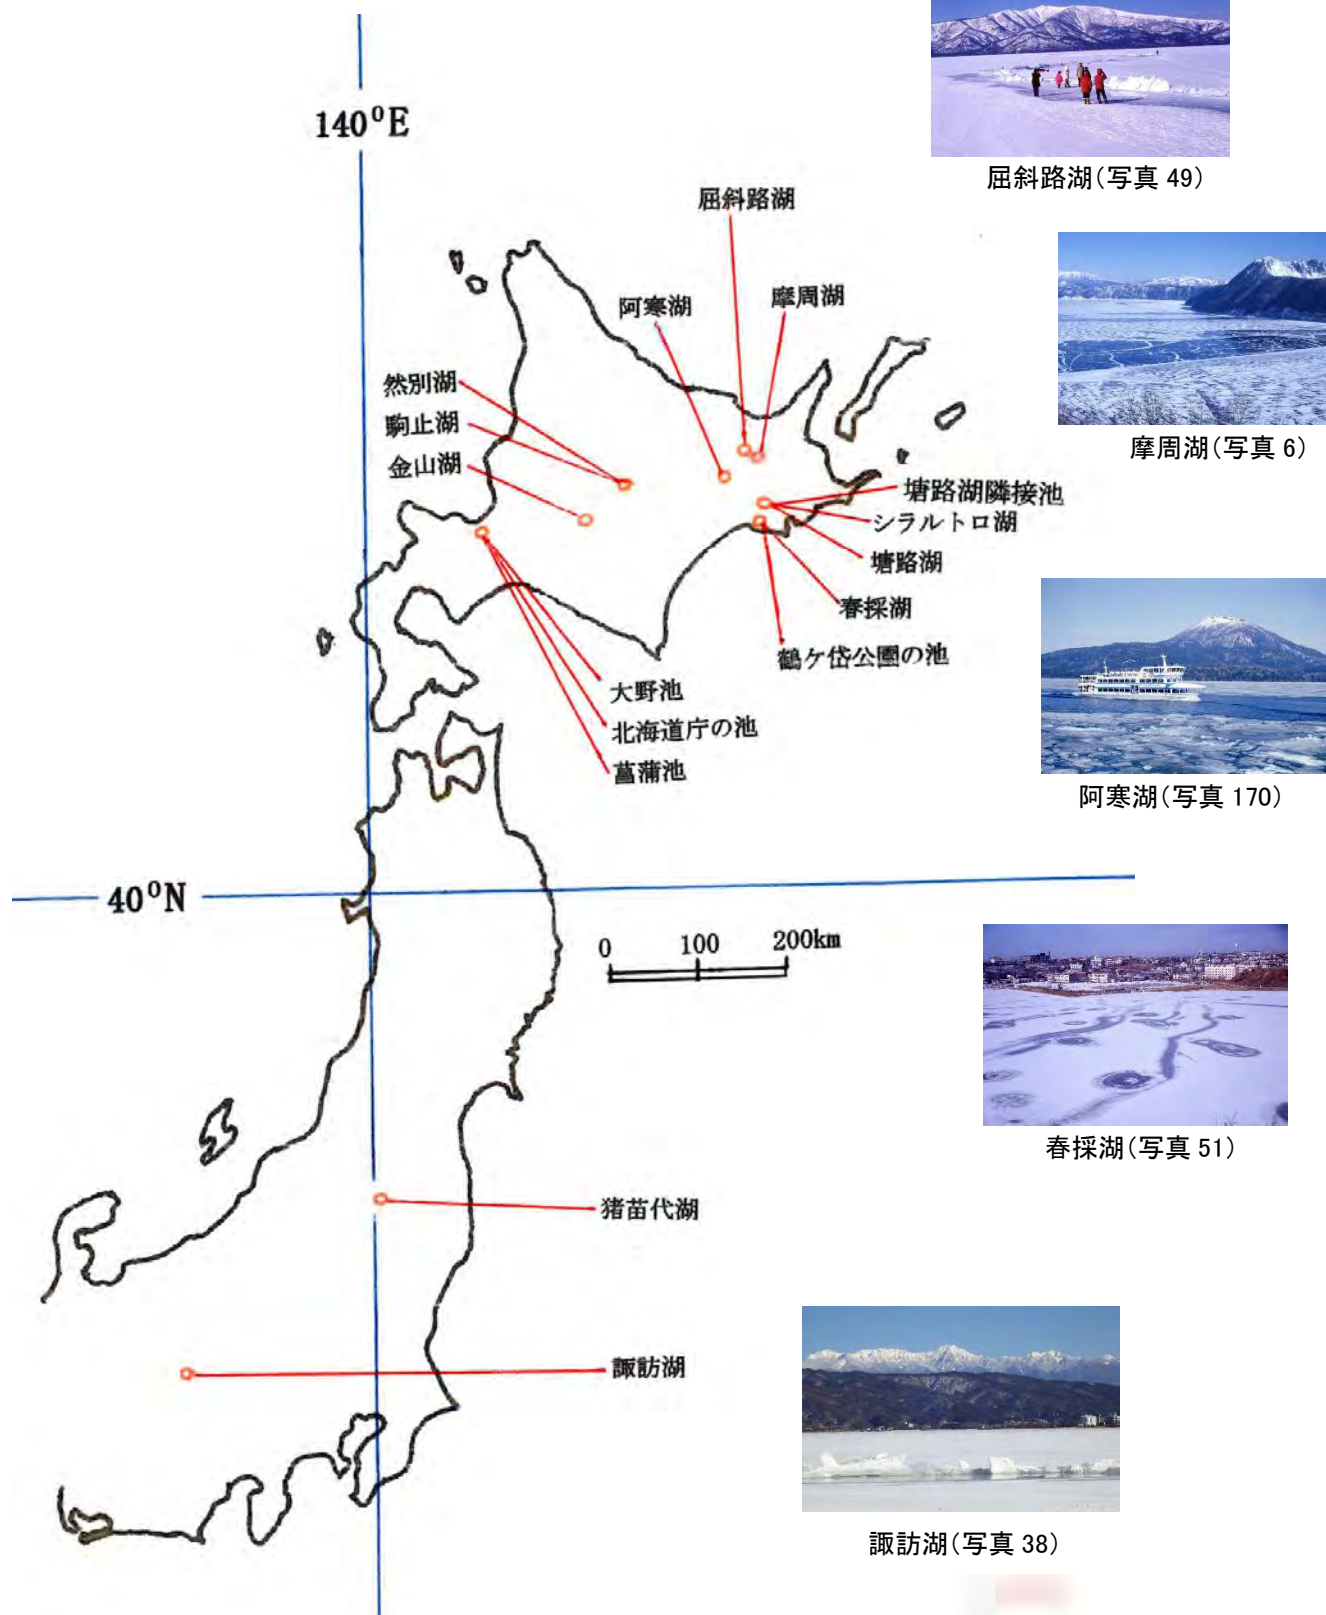 140°E
屈斜路湖(写真 49)
屈斜路湖
阿寒湖
摩周湖
然別湖
駒止湖
金山湖
摩周湖(写真 6)
塘路湖隣接池
シラルトロ湖
塘路湖
春採湖
鶴ケ岱公園の池
大野池
北海道庁の池
菖蒲池
阿寒湖(写真 170)
40°N
0 100 200km
春採湖(写真 51)
猪苗代湖
諏訪湖
諏訪湖(写真 38)